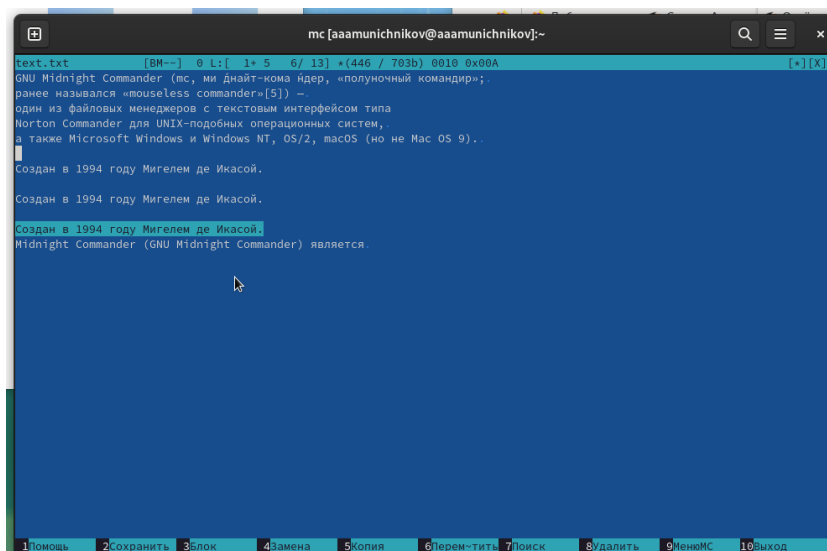 mc [aaamunichnikov@aaamunichnikov]:~
text.txt [BM--] 0 L:[ 1+ 5 6/ 13] *(446 / 703b) 0010 0x00A [*][X]
GNU Midnight Commander (mc, ми́днайт-кома́ндер, «полуночный командир»;.
ранее назывался «mouseless commander»[5]) —.
один из файловых менеджеров с текстовым интерфейсом типа
Norton Commander для UNIX-подобных операционных систем,.
а также Microsoft Windows и Windows NT, OS/2, macOS (но не Mac OS 9)..
Создан в 1994 году Мигелем де Икасой.
Создан в 1994 году Мигелем де Икасой.
Создан в 1994 году Мигелем де Икасой.
Midnight Commander (GNU Midnight Commander) является.
1Помощь 2Сохранить 3Блок 4Замена 5Копия 6Перем~тить 7Поиск 8Удалить 9МенюМС 10Выход